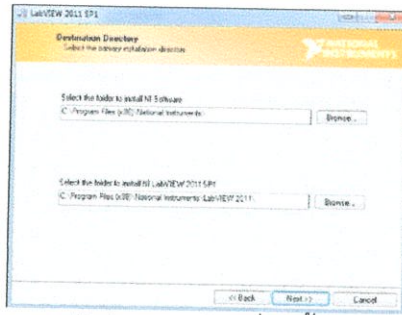 LabVIEW 2011 SP1
Destination Directory
Select the primary installation directory.
NATIONAL
INSTRUMENTS
Select the folder to install NI Software
C:\Program Files (x86)\National Instruments\
Browse...
Select the folder to install NI LabVIEW 2011 SP1
C:\Program Files (x86)\National Instruments\LabVIEW 2011\
Browse...
<< Back
Next >>
Cancel